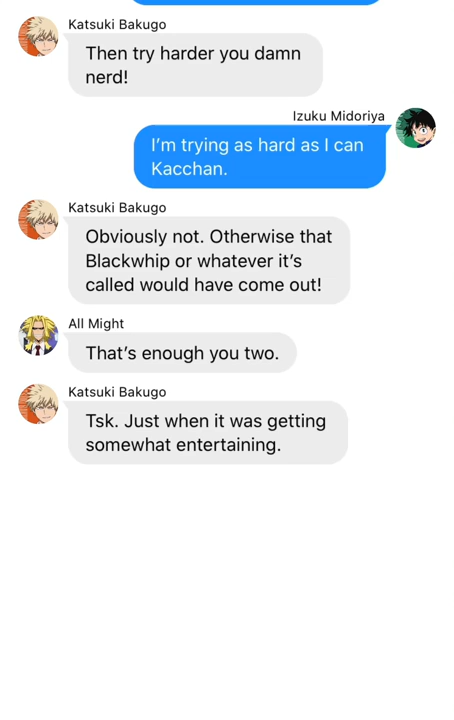 Katsuki Bakugo
Then try harder you damn
nerd!
Izuku Midoriya
I'm trying as hard as I can
Kacchan.
Katsuki Bakugo
Obviously not. Otherwise that
Blackwhip or whatever it's
called would have come out!
All Might
That's enough you two.
Katsuki Bakugo
Tsk. Just when it was getting
somewhat entertaining.